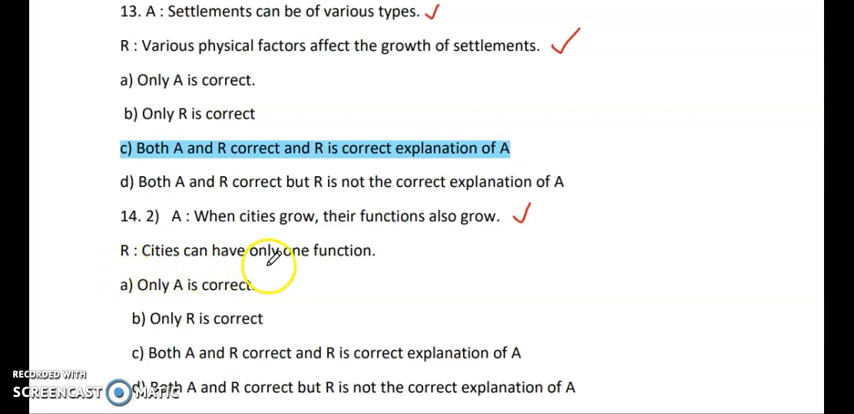 13. A : Settlements can be of various types.
R : Various physical factors affect the growth of settlements.
a) Only A is correct.
b) Only R is correct
c) Both A and R correct and R is correct explanation of A
d) Both A and R correct but R is not the correct explanation of A
14. 2) A : When cities grow, their functions also grow.
R : Cities can have only one function.
a) Only A is correct.
b) Only R is correct
c) Both A and R correct and R is correct explanation of A
d) Both A and R correct but R is not the correct explanation of A
RECORDED WITH
SCREENCAST MATIC